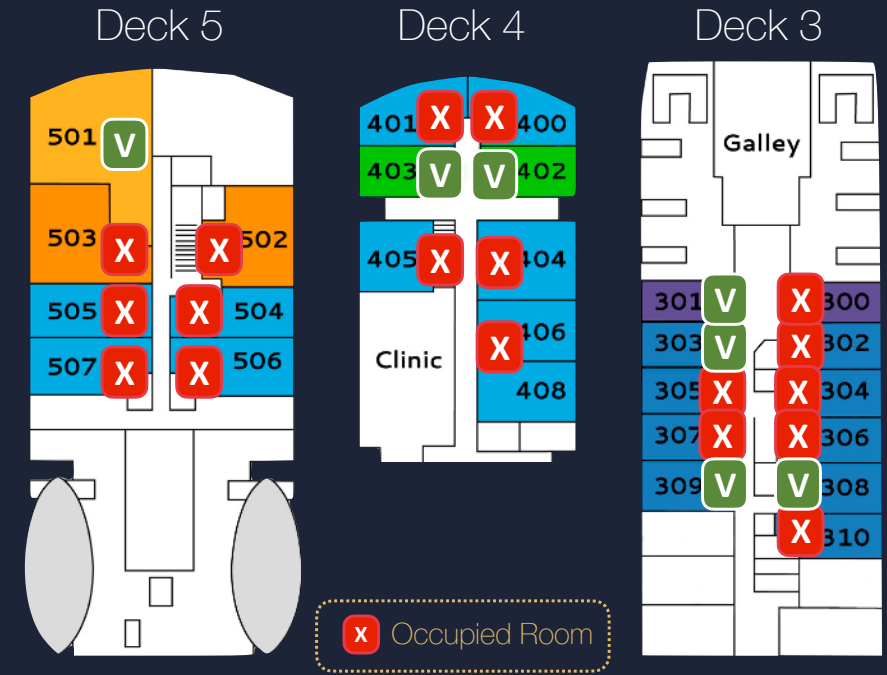 Deck 5
501 V
503 X
X 502
505 X
X 504
507 X
X 506
Deck 4
401 X
X 400
403 V
V 402
405 X
X 404
X 406
Clinic
408
Deck 3
Galley
301 V
X 300
303 V
X 302
305 X
X 304
307 X
X 306
309 V
V 308
X 310
X Occupied Room